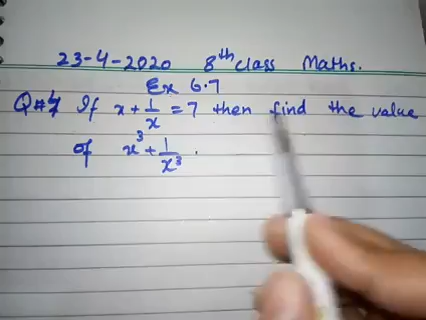 23-4-2020 8th class Maths.
Ex 6.7
Q#4 If x + 1/x = 7 then find the value
of x³ + 1/x³ .